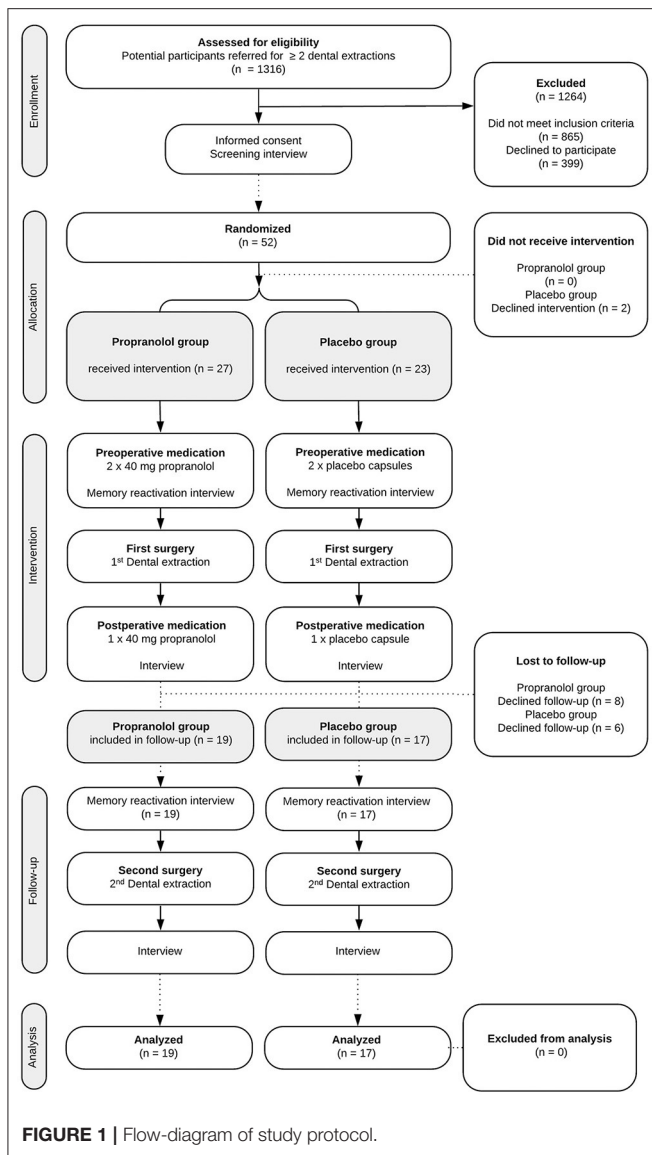 Enrollment
Assessed for eligibility
Potential participants referred for ≥ 2 dental extractions
(n = 1316)
Excluded
(n = 1264)
Did not meet inclusion criteria
(n = 865)
Declined to participate
(n = 399)
Informed consent
Screening interview
Allocation
Randomized
(n = 52)
Did not receive intervention
Propranolol group
(n = 0)
Placebo group
Declined intervention (n = 2)
Propranolol group
received intervention (n = 27)
Placebo group
received intervention (n = 23)
Intervention
Preoperative medication
2 x 40 mg propranolol
Memory reactivation interview
Preoperative medication
2 x placebo capsules
Memory reactivation interview
First surgery
1st Dental extraction
First surgery
1st Dental extraction
Postperative medication
1 x 40 mg propranolol
Interview
Postperative medication
1 x placebo capsule
Interview
Lost to follow-up
Propranolol group
Declined follow-up (n = 8)
Placebo group
Declined follow-up (n = 6)
Propranolol group
included in follow-up (n = 19)
Placebo group
included in follow-up (n = 17)
Follow-up
Memory reactivation interview
(n = 19)
Memory reactivation interview
(n = 17)
Second surgery
2nd Dental extraction
Second surgery
2nd Dental extraction
Interview
Interview
Analysis
Analyzed
(n = 19)
Analyzed
(n = 17)
Excluded from analysis
(n = 0)
FIGURE 1 | Flow-diagram of study protocol.